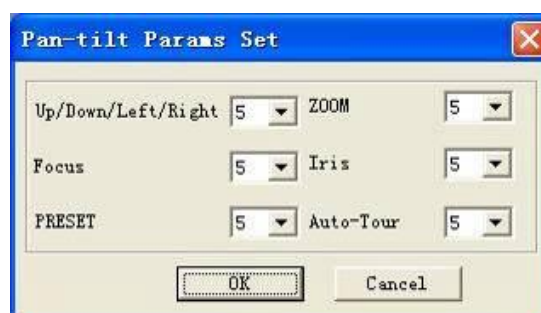 Pan-tilt Params Set
Up/Down/Left/Right 5 ZOOM 5
Focus 5 Iris 5
PRESET 5 Auto-Tour 5
OK Cancel